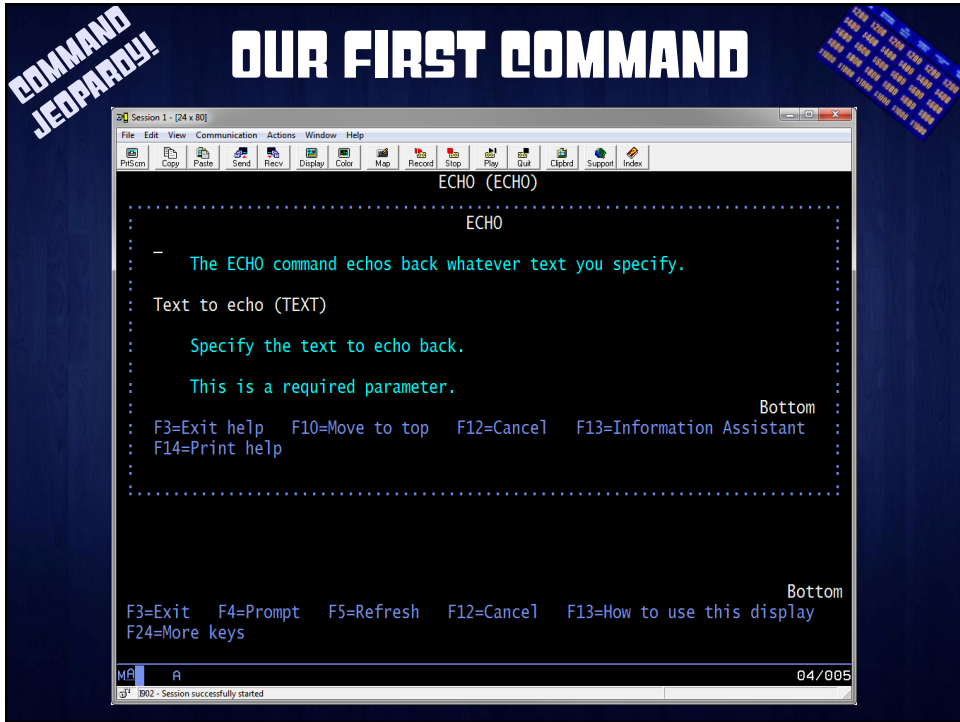 COMMAND
JEOPARDY!
OUR FIRST COMMAND
Session 1 - [24 x 80]
File Edit View Communication Actions Window Help
PrtScrn Copy Paste Send Recv Display Color Map Record Stop Play Quit Clipbrd Support Index
ECHO (ECHO)
ECHO
The ECHO command echos back whatever text you specify.
Text to echo (TEXT)
Specify the text to echo back.
This is a required parameter.
Bottom
F3=Exit help F10=Move to top F12=Cancel F13=Information Assistant
F14=Print help
Bottom
F3=Exit F4=Prompt F5=Refresh F12=Cancel F13=How to use this display
F24=More keys
MA A 04/005
I902 - Session successfully started